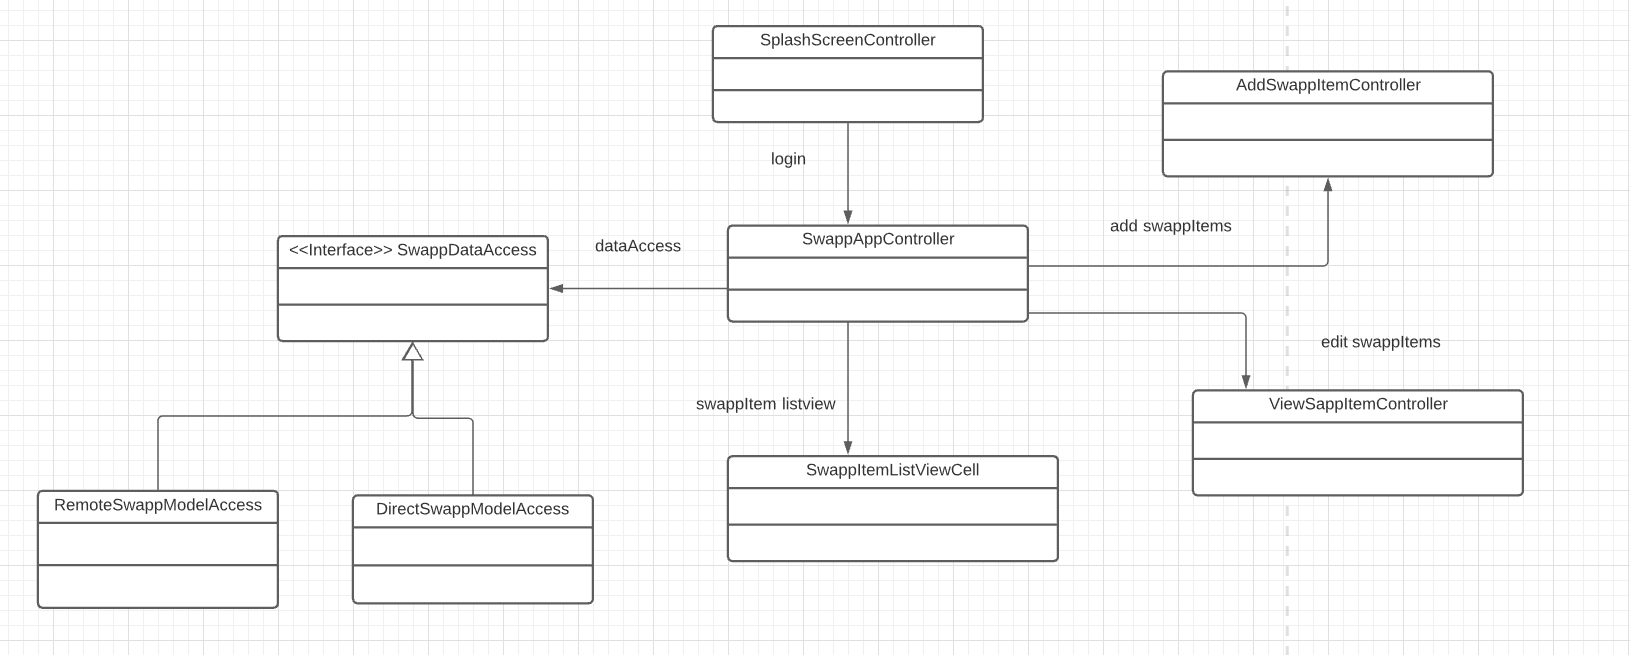 SplashScreenController
AddSwappItemController
login
add swappItems
<<Interface>> SwappDataAccess
dataAccess
SwappAppController
edit swappItems
swappItem listview
ViewSappItemController
SwappItemListViewCell
RemoteSwappModelAccess
DirectSwappModelAccess